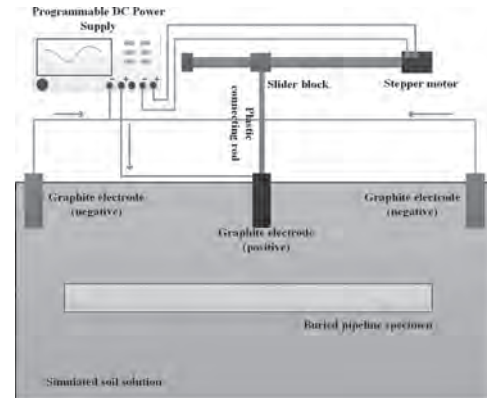 Programmable DC Power
Supply
− + − +
Slider block
Stepper motor
Plastic
connecting rod
Graphite electrode
(negative)
Graphite electrode
(positive)
Graphite electrode
(negative)
Buried pipeline specimen
Simulated soil solution